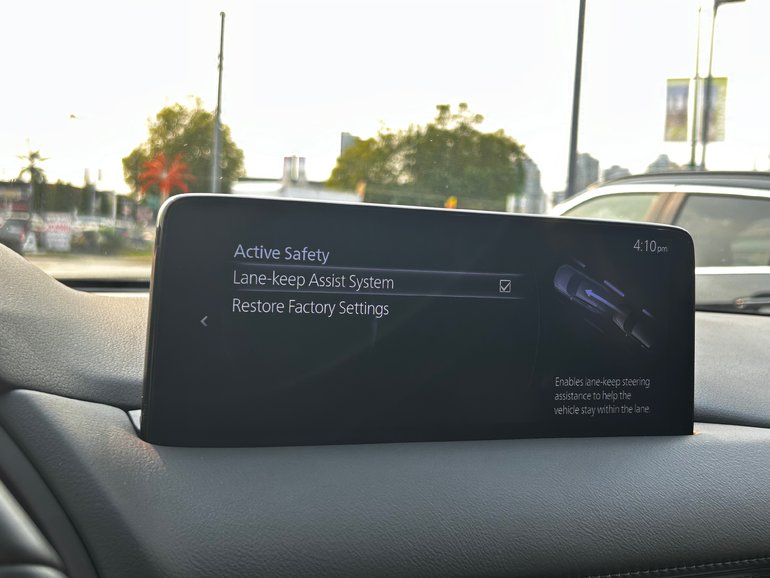 4:10pm
Active Safety
Lane-keep Assist System
Restore Factory Settings
Enables lane-keep steering
assistance to help the
vehicle stay within the lane.